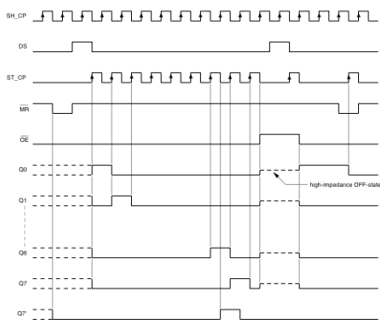 SH_CP
DS
ST_CP
MR
OE
Q0
high-impedance OFF-state
Q1
Q6
Q7
Q7'